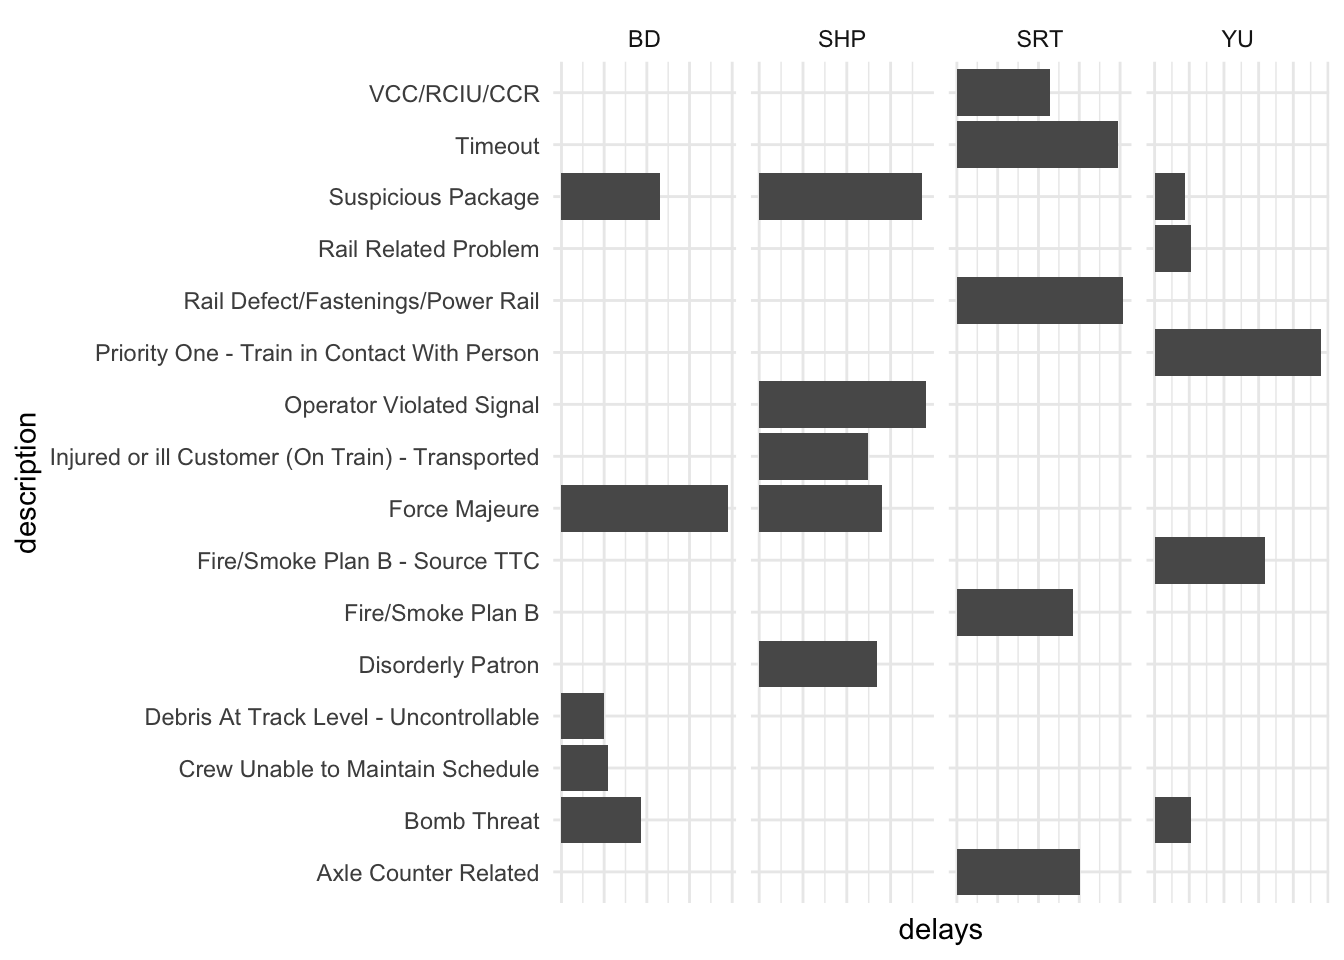 BD SHP SRT YU
VCC/RCIU/CCR
Timeout
Suspicious Package
Rail Related Problem
Rail Defect/Fastenings/Power Rail
Priority One - Train in Contact With Person
Operator Violated Signal
Injured or ill Customer (On Train) - Transported
Force Majeure
Fire/Smoke Plan B - Source TTC
Fire/Smoke Plan B
Disorderly Patron
Debris At Track Level - Uncontrollable
Crew Unable to Maintain Schedule
Bomb Threat
Axle Counter Related
description
delays